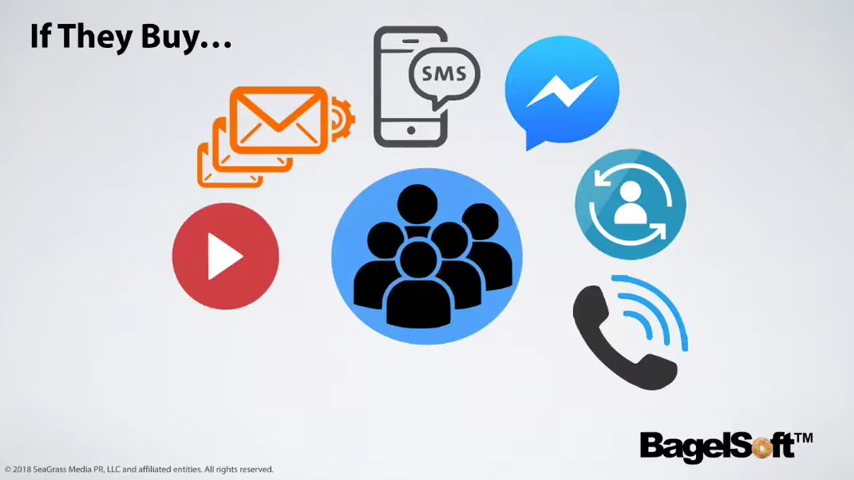 If They Buy...
SMS
BagelSoft™
© 2018 SeaGrass Media PR, LLC and affiliated entities. All rights reserved.